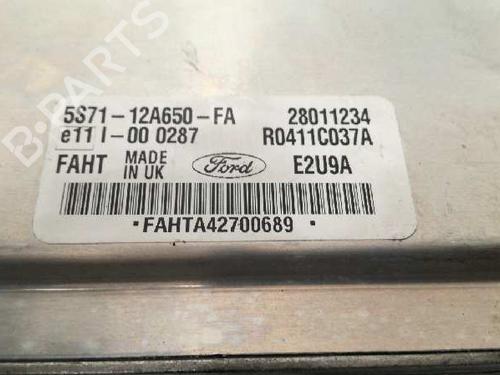 B-PARTS
5S71-12A650-FA 28011234
e11 I-00 0287 R0411C037A
FAHT MADE IN UK Ford E2U9A
*FAHTA42700689*